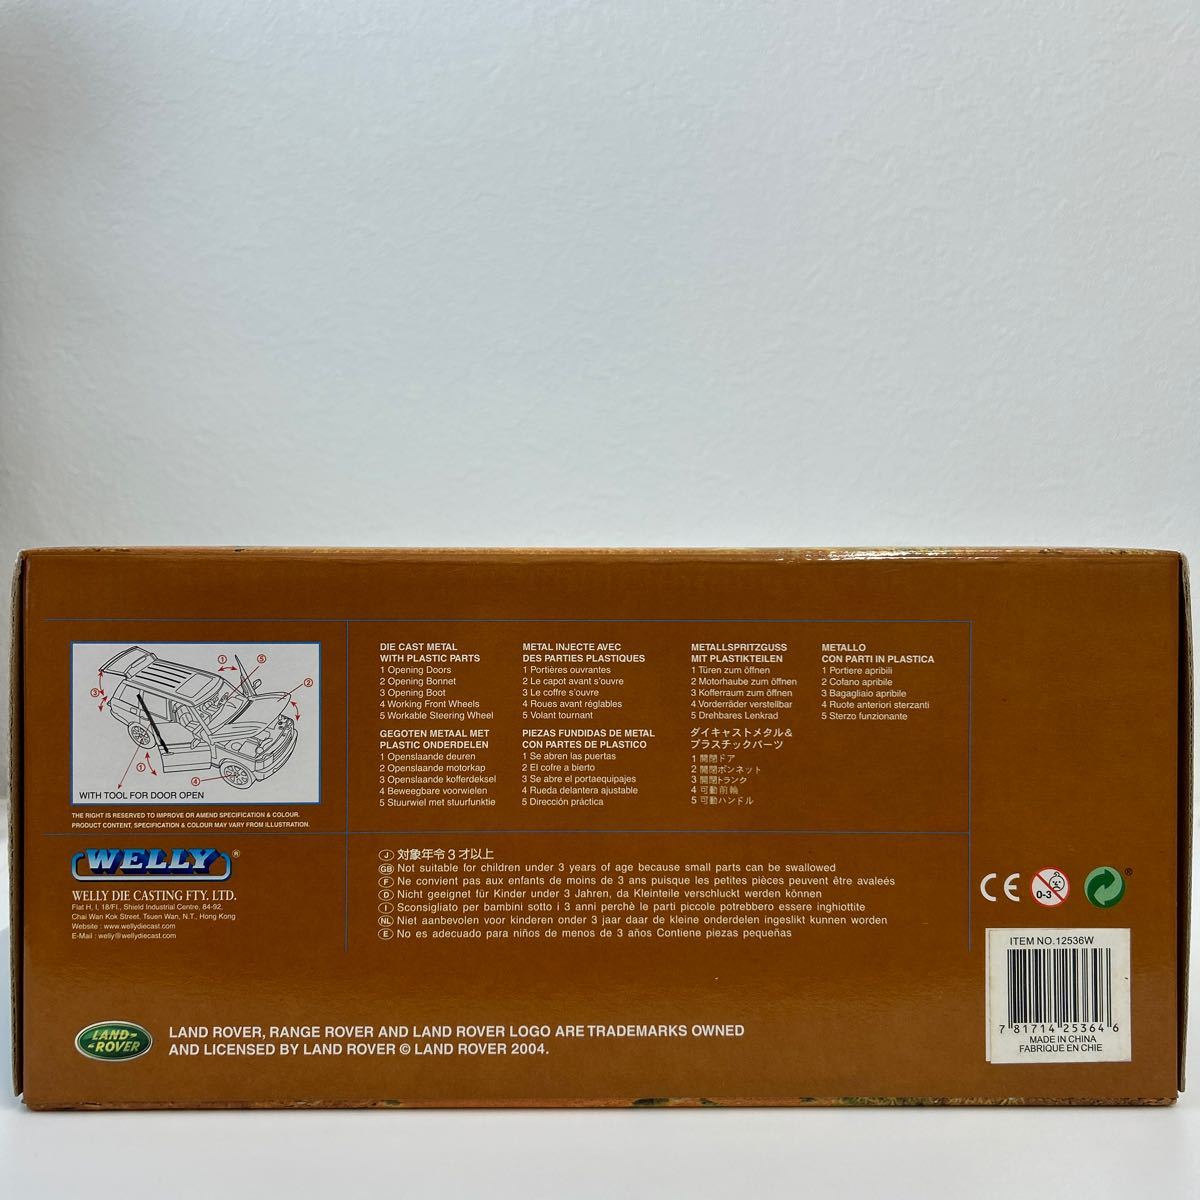 1
5
2
3
1
4
WITH TOOL FOR DOOR OPEN
THE RIGHT IS RESERVED TO IMPROVE OR AMEND SPECIFICATION & COLOUR.
PRODUCT CONTENT, SPECIFICATION & COLOUR MAY VARY FROM ILLUSTRATION.
DIE CAST METAL
WITH PLASTIC PARTS
1 Opening Doors
2 Opening Bonnet
3 Opening Boot
4 Working Front Wheels
5 Workable Steering Wheel
METAL INJECTE AVEC
DES PARTIES PLASTIQUES
1 Portières ouvrantes
2 Le capot avant s'ouvre
3 Le coffre s'ouvre
4 Roues avant réglables
5 Volant tournant
METALLSPRITZGUSS
MIT PLASTIKTEILEN
1 Türen zum öffnen
2 Motorhaube zum öffnen
3 Kofferraum zum öffnen
4 Vorderräder verstellbar
5 Drehbares Lenkrad
METALLO
CON PARTI IN PLASTICA
1 Portiere apribili
2 Cofano apribile
3 Bagagliaio apribile
4 Ruote anteriori sterzanti
5 Sterzo funzionante
GEGOTEN METAAL MET
PLASTIC ONDERDELEN
1 Openslaande deuren
2 Openslaande motorkap
3 Openslaande kofferdeksel
4 Beweegbare voorwielen
5 Stuurwiel met stuurfunktie
PIEZAS FUNDIDAS DE METAL
CON PARTES DE PLASTICO
1 Se abren las puertas
2 El cofre a bierto
3 Se abre el portaequipajes
4 Rueda delantera ajustable
5 Dirección práctica
ダイキャストメタル&
プラスチックパーツ
1 開閉ドア
2 開閉ボンネット
3 開閉トランク
4 可動前輪
5 可動ハンドル
WELLY®
WELLY DIE CASTING FTY. LTD.
Flat H, I, 18/Fl., Shield Industrial Centre, 84-92,
Chai Wan Kok Street, Tsuen Wan, N.T., Hong Kong
Website : www.wellydiecast.com
E-Mail : welly@wellydiecast.com
J 対象年令3才以上
GB Not suitable for children under 3 years of age because small parts can be swallowed
F Ne convient pas aux enfants de moins de 3 ans puisque les petites pièces peuvent être avaleés
D Nicht geeignet für Kinder under 3 Jahren, da Kleinteile verschluckt werden können
I Sconsigliato per bambini sotto i 3 anni perchè le parti piccole potrebbero essere inghiottite
NL Niet aanbevolen voor kinderen onder 3 jaar daar de kleine onderdelen ingeslikt kunnen worden
E No es adecuado para niños de menos de 3 años Contiene piezas pequeñas
CE
0-3
®
ITEM NO. 12536W
7 81714 25364 6
MADE IN CHINA
FABRIQUE EN CHIE
LAND-
-ROVER
LAND ROVER, RANGE ROVER AND LAND ROVER LOGO ARE TRADEMARKS OWNED
AND LICENSED BY LAND ROVER © LAND ROVER 2004.